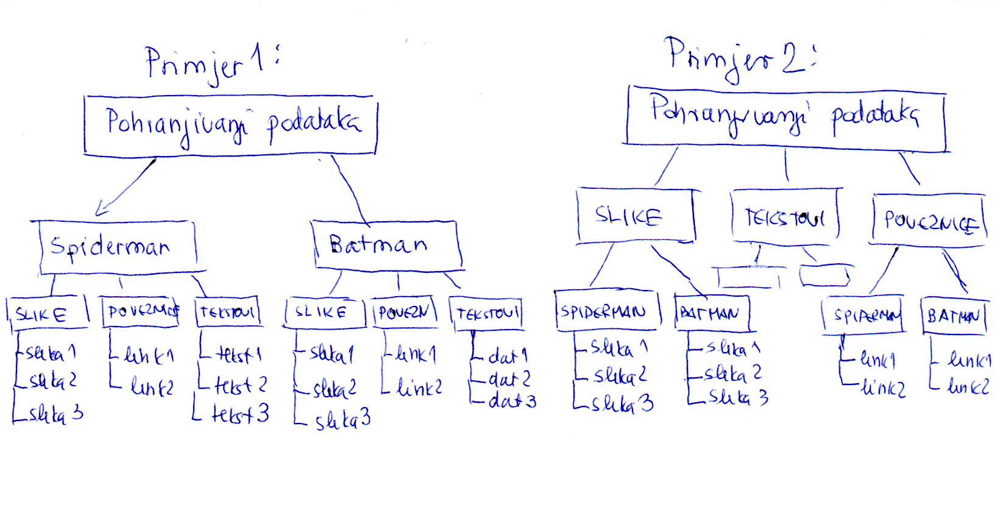 Primjer 1:
Pohranjivanje podataka
Spiderman
Batman
SLIKE
POVEZNICE
TEKSTOVI
SLIKE
POVEZN
TEKSTOVI
slika 1
slika 2
slika 3
link 1
link 2
tekst 1
tekst 2
tekst 3
slika 1
slika 2
slika 3
link 1
link 2
dat 1
dat 2
dat 3
Primjer 2:
Pohranjivanje podataka
SLIKE
TEKSTOVI
POVEZNICE
SPIDERMAN
BATMAN
SPIDERMAN
BATMAN
slika 1
slika 2
slika 3
slika 1
slika 2
slika 3
link 1
link 2
link 1
link 2